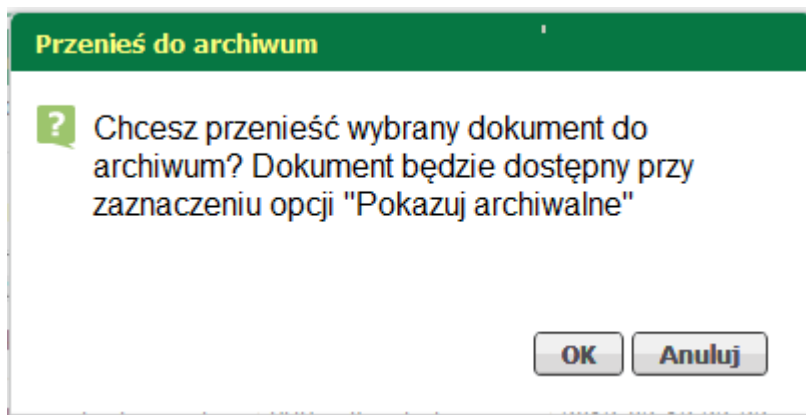 Przenieś do archiwum
Chcesz przenieść wybrany dokument do
archiwum? Dokument będzie dostępny przy
zaznaczeniu opcji "Pokazuj archiwalne"
OK Anuluj